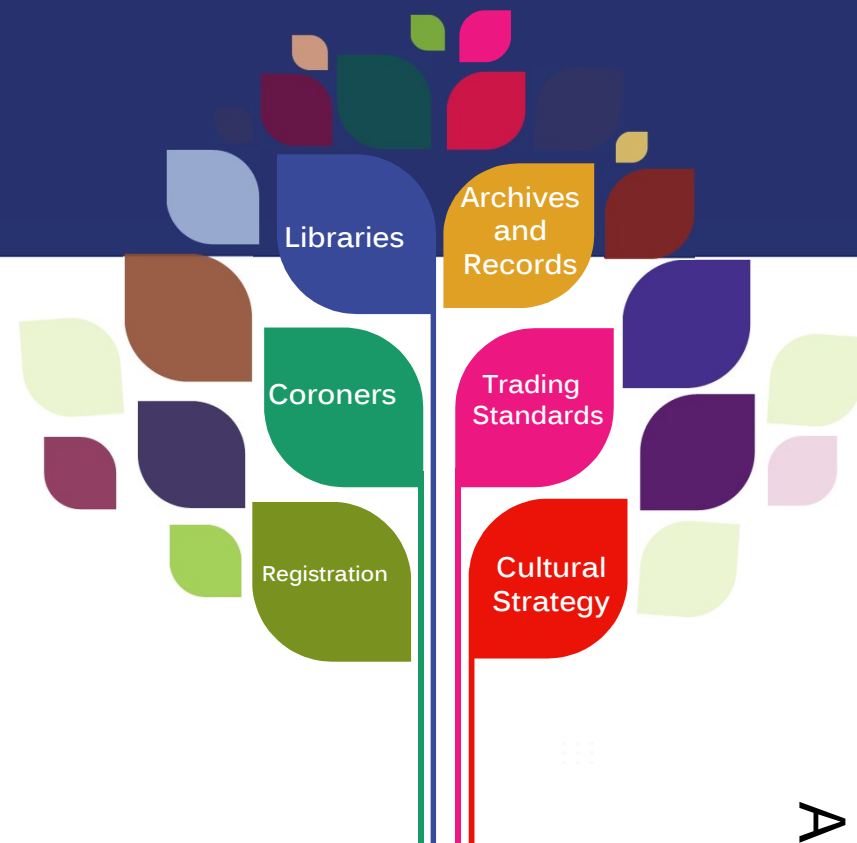 Libraries
Archives
and
Records
Coroners
Trading
Standards
Registration
Cultural
Strategy
A